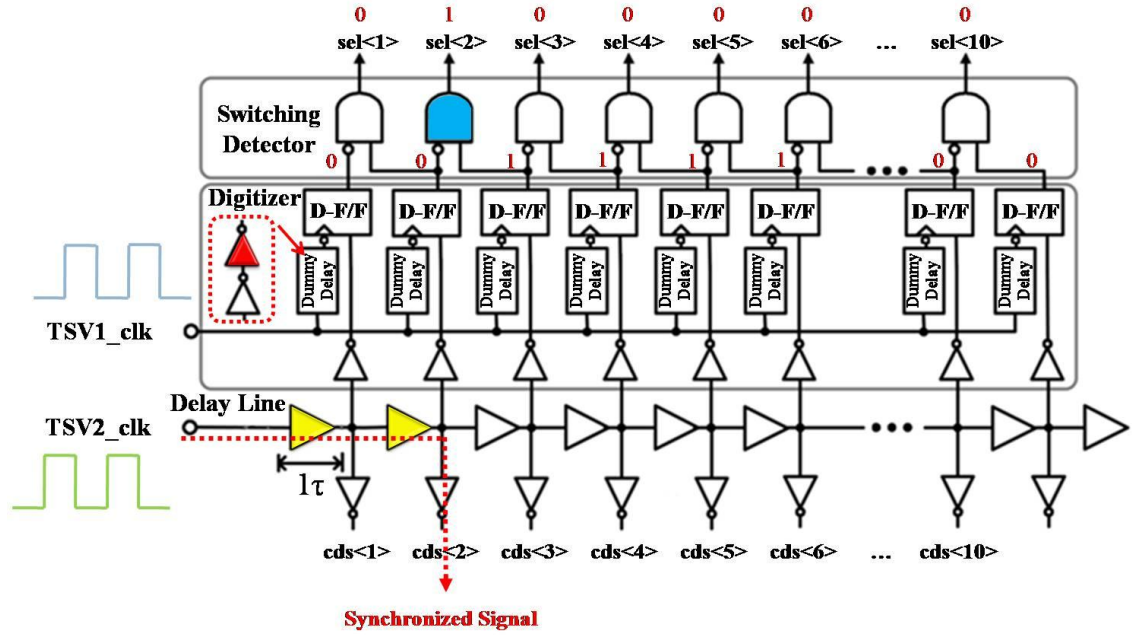 0 1 0 0 0 0 0
sel<1> sel<2> sel<3> sel<4> sel<5> sel<6> ... sel<10>
Switching
Detector
0 0 1 1 1 1 0 0
Digitizer
D-F/F D-F/F D-F/F D-F/F D-F/F D-F/F D-F/F D-F/F
Dummy Delay Dummy Delay Dummy Delay Dummy Delay Dummy Delay Dummy Delay Dummy Delay Dummy Delay
TSV1_clk
Delay Line
TSV2_clk
1τ
cds<1> cds<2> cds<3> cds<4> cds<5> cds<6> ... cds<10>
Synchronized Signal